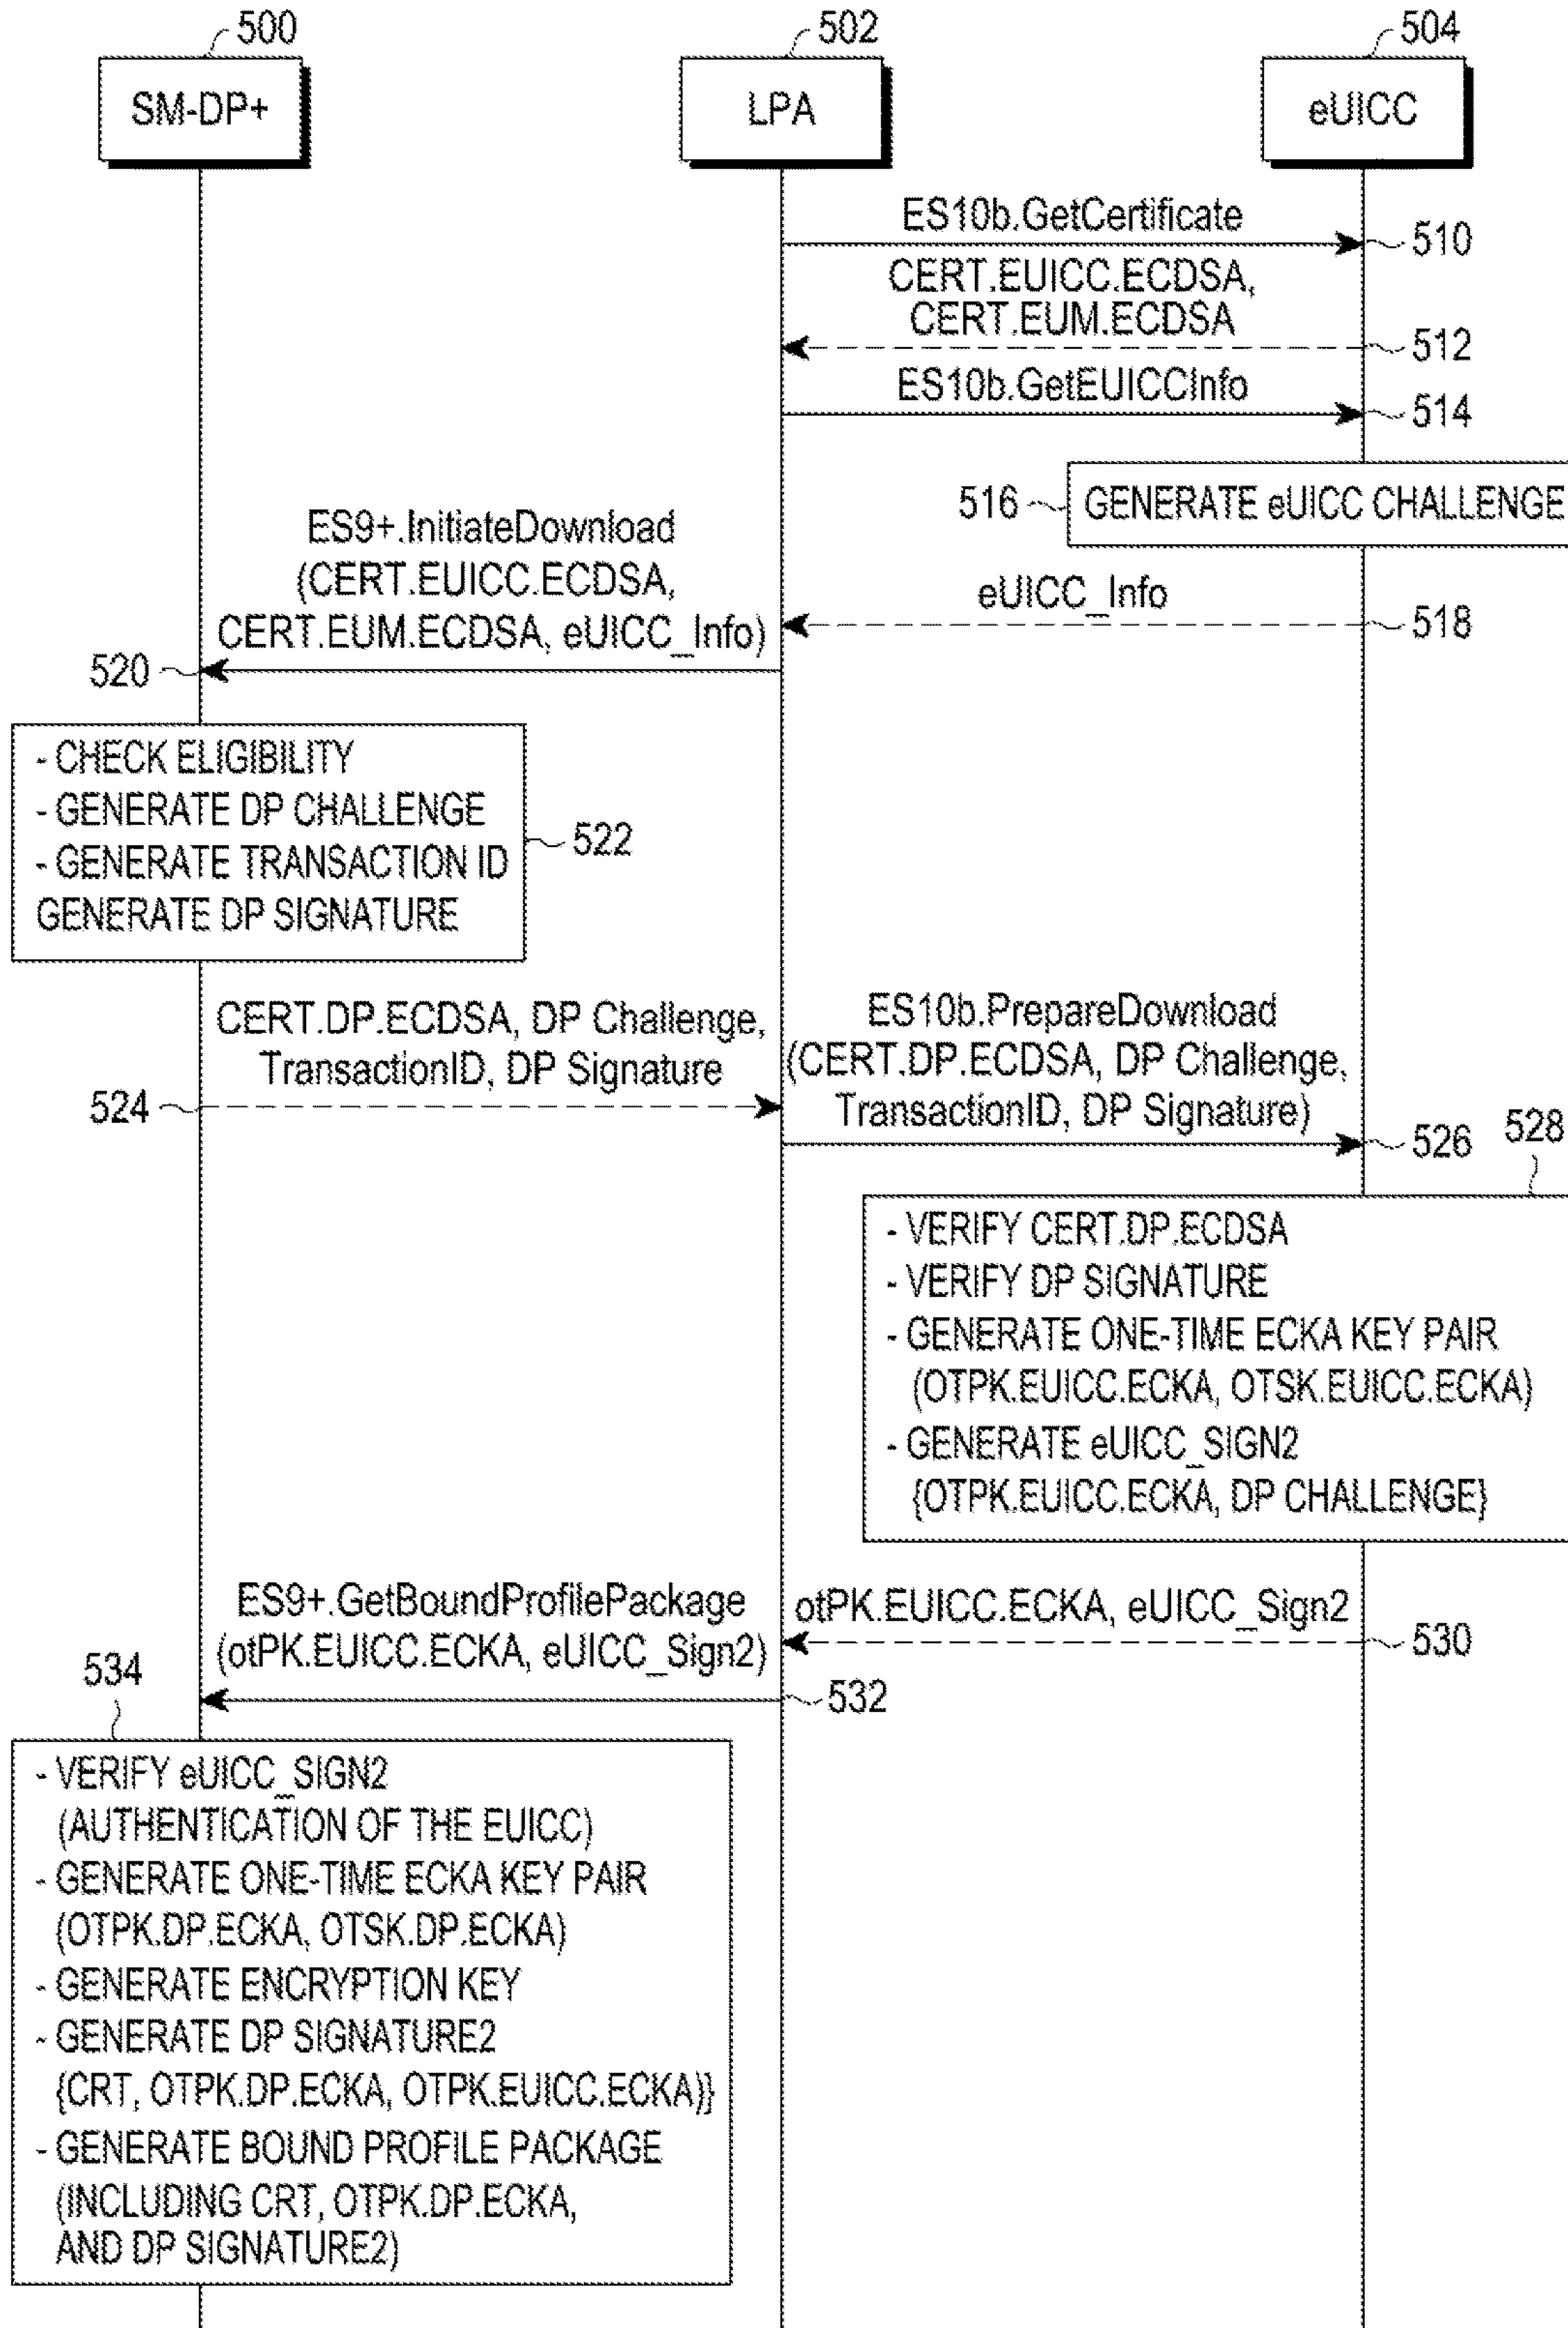 500
502
504
SM-DP+
LPA
eUICC
ES10b.GetCertificate
510
CERT.EUICC.ECDSA,
CERT.EUM.ECDSA
512
ES10b.GetEUICCInfo
514
516
GENERATE eUICC CHALLENGE
ES9+.InitiateDownload
(CERT.EUICC.ECDSA,
CERT.EUM.ECDSA, eUICC_Info)
520
eUICC_Info
518
- CHECK ELIGIBILITY
- GENERATE DP CHALLENGE
- GENERATE TRANSACTION ID
GENERATE DP SIGNATURE
522
CERT.DP.ECDSA, DP Challenge,
TransactionID, DP Signature
524
ES10b.PrepareDownload
(CERT.DP.ECDSA, DP Challenge,
TransactionID, DP Signature)
526
528
- VERIFY CERT.DP.ECDSA
- VERIFY DP SIGNATURE
- GENERATE ONE-TIME ECKA KEY PAIR
(OTPK.EUICC.ECKA, OTSK.EUICC.ECKA)
- GENERATE eUICC_SIGN2
{OTPK.EUICC.ECKA, DP CHALLENGE}
otPK.EUICC.ECKA, eUICC_Sign2
530
ES9+.GetBoundProfilePackage
(otPK.EUICC.ECKA, eUICC_Sign2)
532
534
- VERIFY eUICC_SIGN2
(AUTHENTICATION OF THE EUICC)
- GENERATE ONE-TIME ECKA KEY PAIR
(OTPK.DP.ECKA, OTSK.DP.ECKA)
- GENERATE ENCRYPTION KEY
- GENERATE DP SIGNATURE2
{CRT, OTPK.DP.ECKA, OTPK.EUICC.ECKA)}
- GENERATE BOUND PROFILE PACKAGE
(INCLUDING CRT, OTPK.DP.ECKA,
AND DP SIGNATURE2)